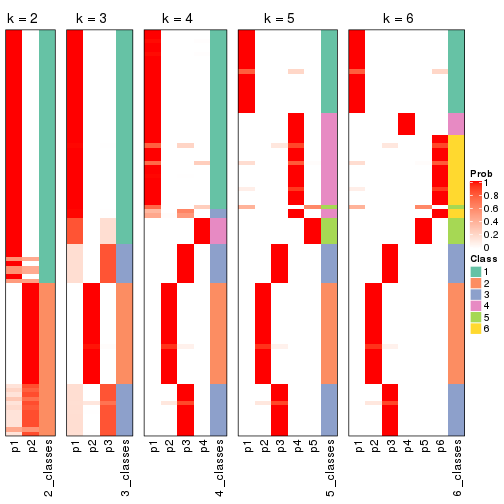 k = 2
k = 3
k = 4
k = 5
k = 6
p1
p2
2_classes
p1
p2
p3
3_classes
p1
p2
p3
p4
4_classes
p1
p2
p3
p4
p5
5_classes
p1
p2
p3
p4
p5
p6
6_classes
Prob
1
0.8
0.6
0.4
0.2
0
Class
1
2
3
4
5
6